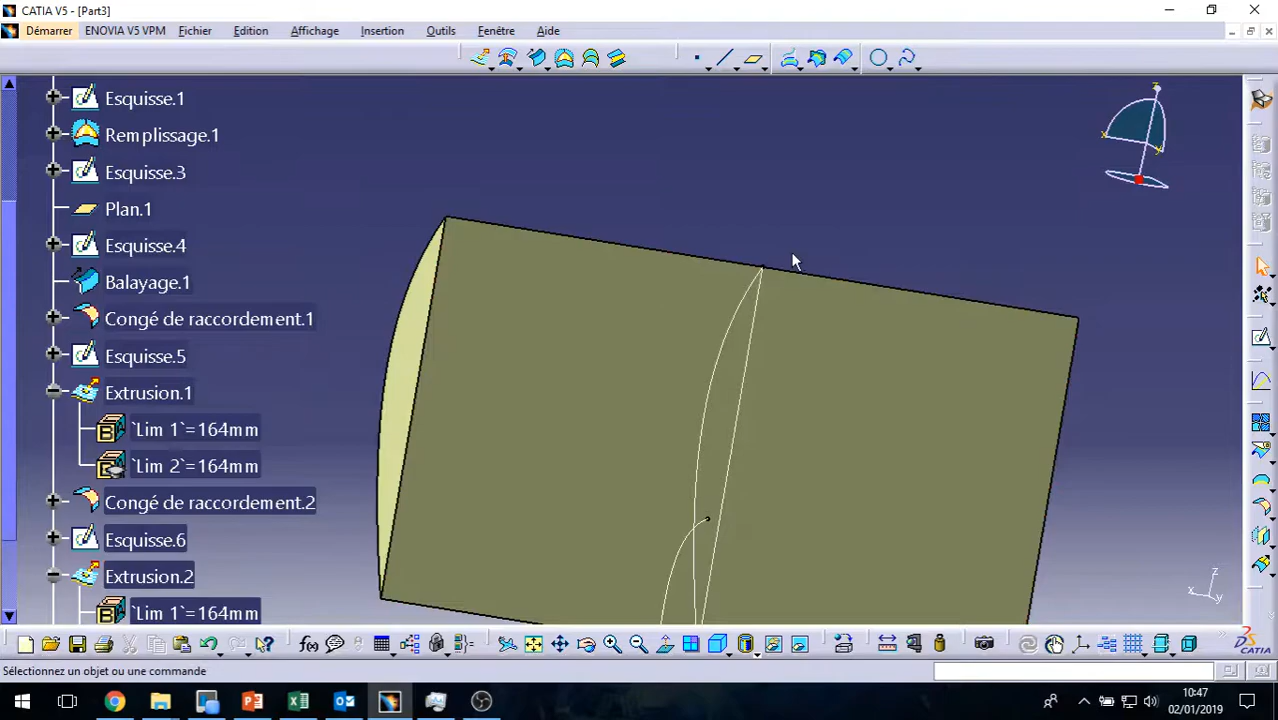 CATIA V5 - [Part3]
Démarrer ENOVIA V5 VPM Fichier Edition Affichage Insertion Outils Fenêtre Aide
Esquisse.1
Remplissage.1
Esquisse.3
Plan.1
Esquisse.4
Balayage.1
Congé de raccordement.1
Esquisse.5
Extrusion.1
`Lim 1`=164mm
`Lim 2`=164mm
Congé de raccordement.2
Esquisse.6
Extrusion.2
`Lim 1`=164mm
z
x
y
z
x
y
f(x)
CATIA
Sélectionnez un objet ou une commande
10:47
02/01/2019